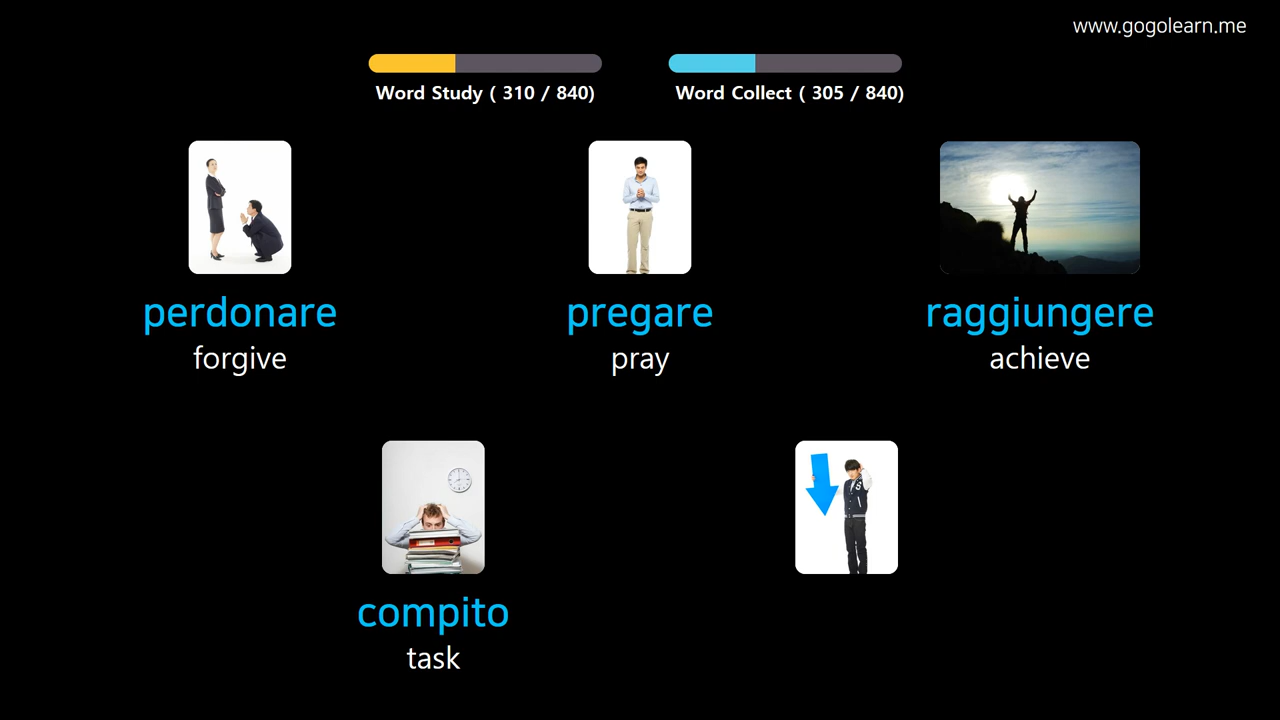 www.gogolearn.me
Word Study ( 310 / 840)
Word Collect ( 305 / 840)
perdonare
forgive
pregare
pray
raggiungere
achieve
compito
task